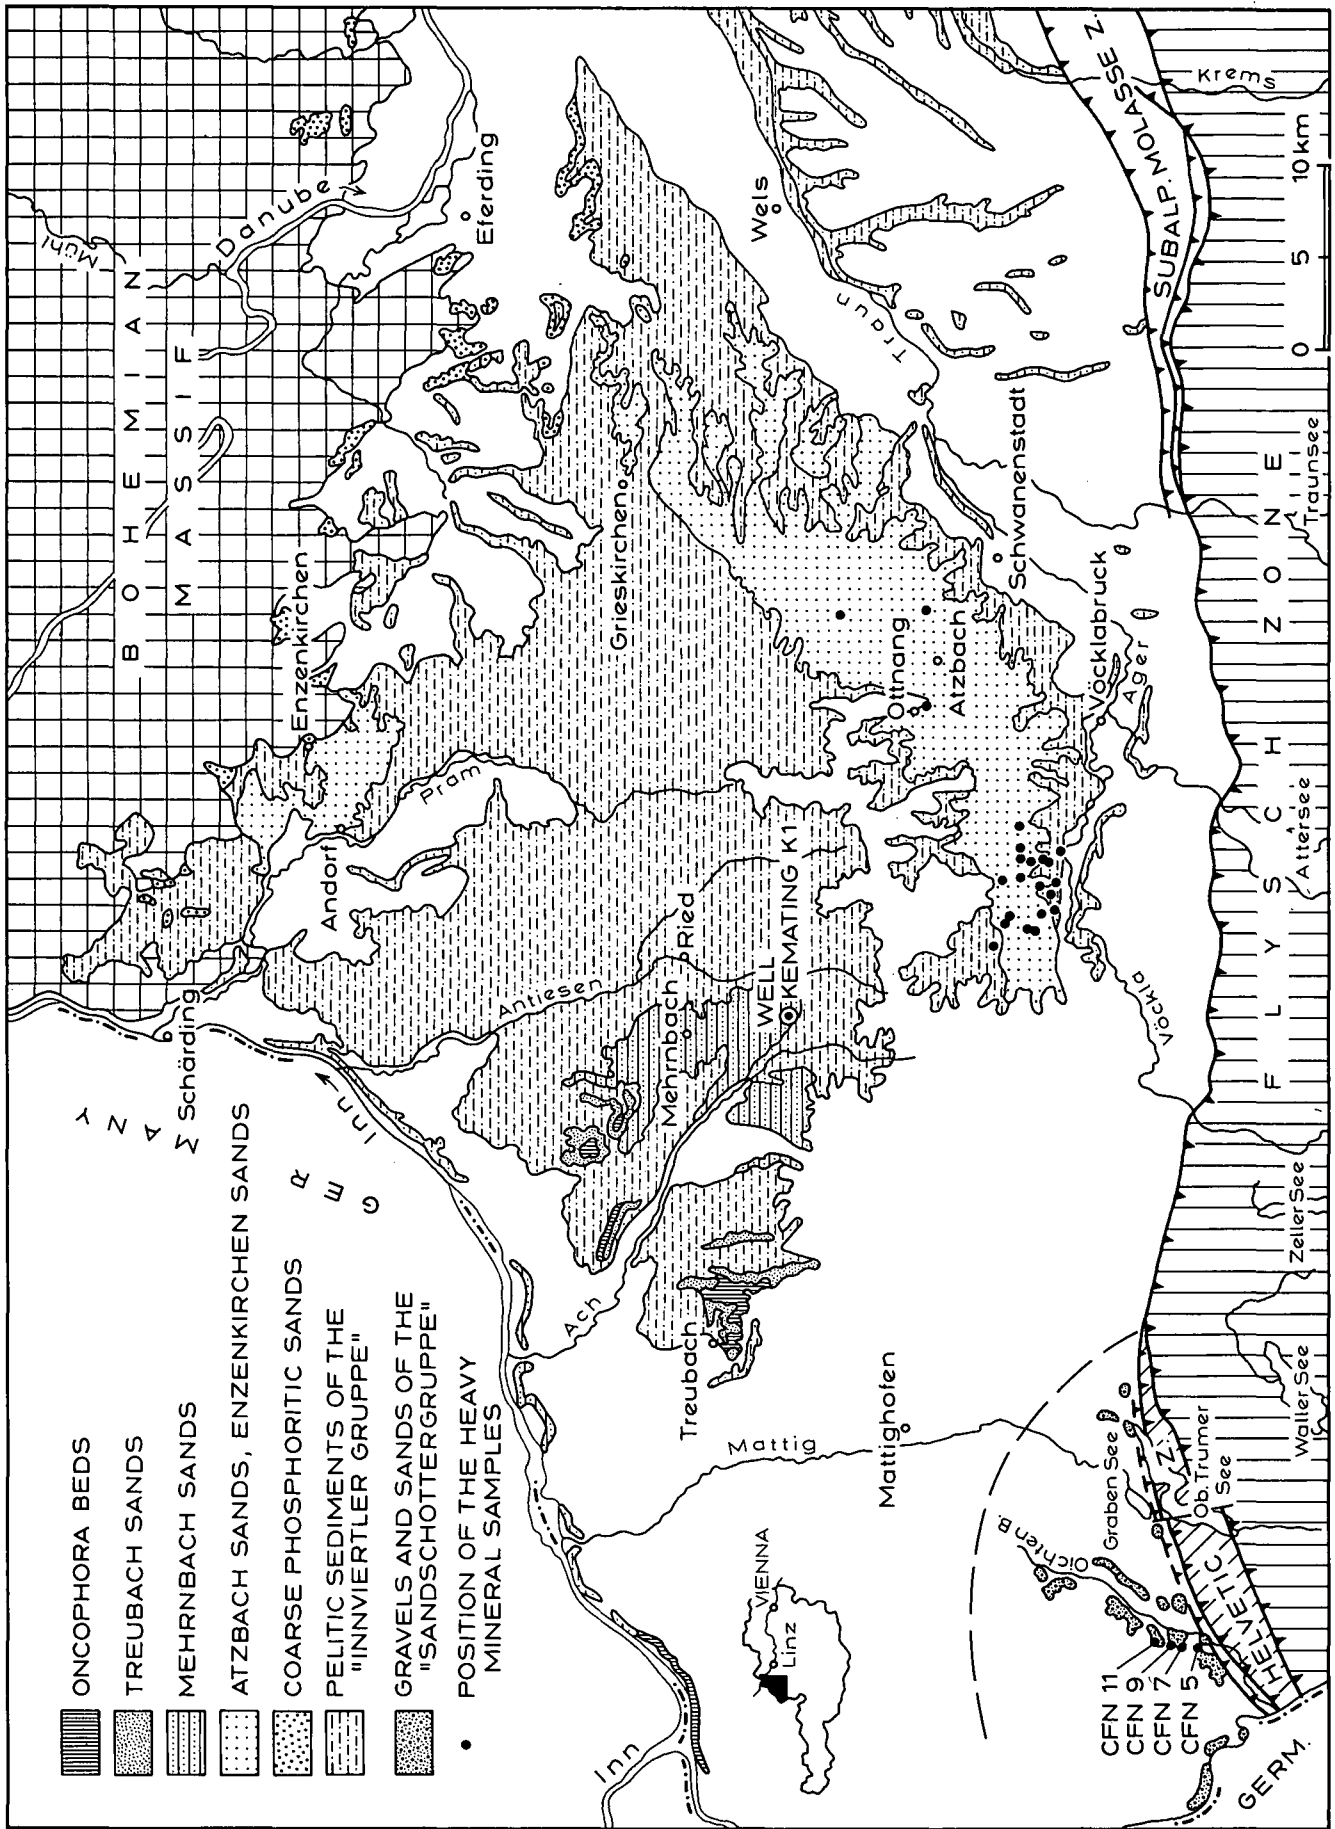 ONCOPHORA BEDS
TREUBACH SANDS
MEHRNBACH SANDS
ATZBACH SANDS, ENZENKIRCHEN SANDS
COARSE PHOSPHORITIC SANDS
PELITIC SEDIMENTS OF THE
"INNVIERTLER GRUPPE"
GRAVELS AND SANDS OF THE
"SANDSCHOTTERGRUPPE"
POSITION OF THE HEAVY
MINERAL SAMPLES
GERMANY
BOHEMIAN
MASSIF
Mühl
Danube
Schärding
Inn
Enzenkirchen
Andorf
Pram
Eferding
Antiesen
Grieskirchen
Ried
Mehrnbach
WELL
KEMATING K1
Ach
Treubach
Wels
Traun
Inn
Mattig
Mattighofen
VIENNA
Linz
Ottnang
Atzbach
Schwanenstadt
Vöcklabruck
Ager
Vöckla
Krems
SUBALP. MOLASSE Z.
Oichten B.
Graben See
Ob. Trumer
See
CFN 11
CFN 9
CFN 7
CFN 5
HELVETIC Z.
GERM.
FLYSCH ZONE
Waller See
Zeller See
Attersee
Traunsee
0 5 10 km